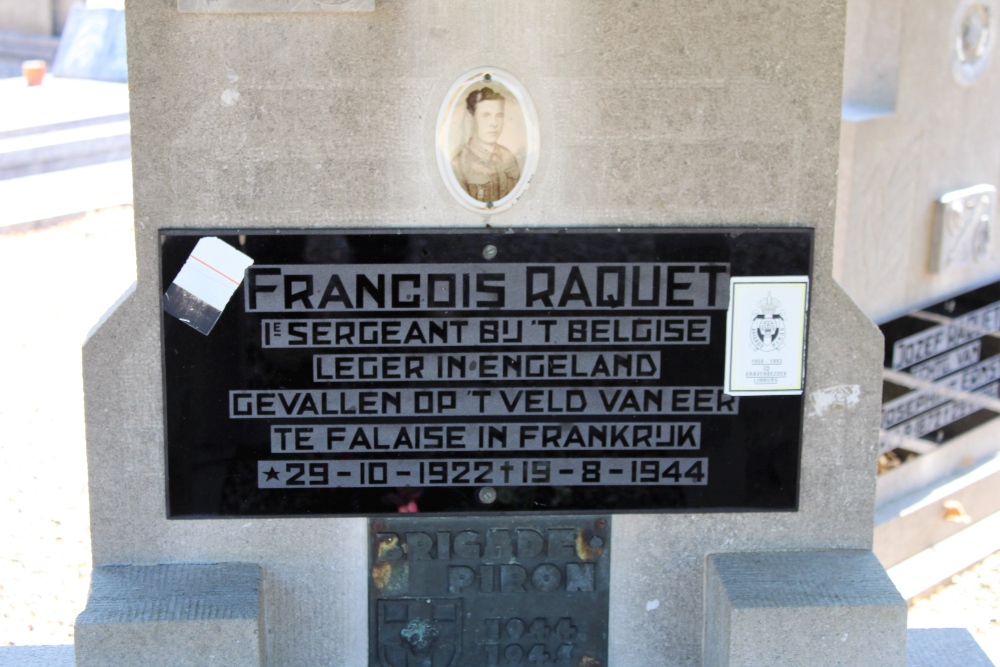 FRANCOIS RAQUET
1E SERGEANT BIJ 'T BELGISE
LEGER IN ENGELAND
GEVALLEN OP 'T VELD VAN EER
TE FALAISE IN FRANKRIJK
★ 29-10-1922 † 19-8-1944
BRIGADE
PIRON
1944
JOZEF